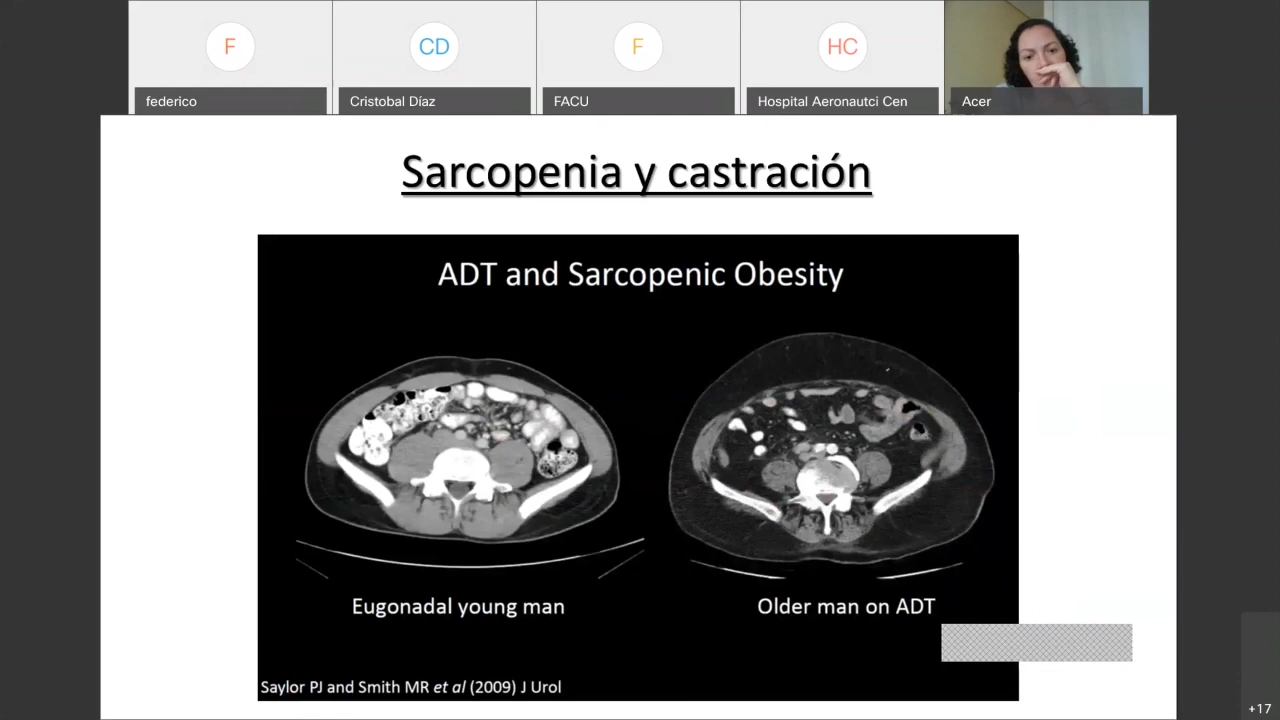 F
CD
F
HC
federico
Cristobal Díaz
FACU
Hospital Aeronautci Cen
Acer
Sarcopenia y castración
ADT and Sarcopenic Obesity
Eugonadal young man
Older man on ADT
Saylor PJ and Smith MR et al (2009) J Urol
+17